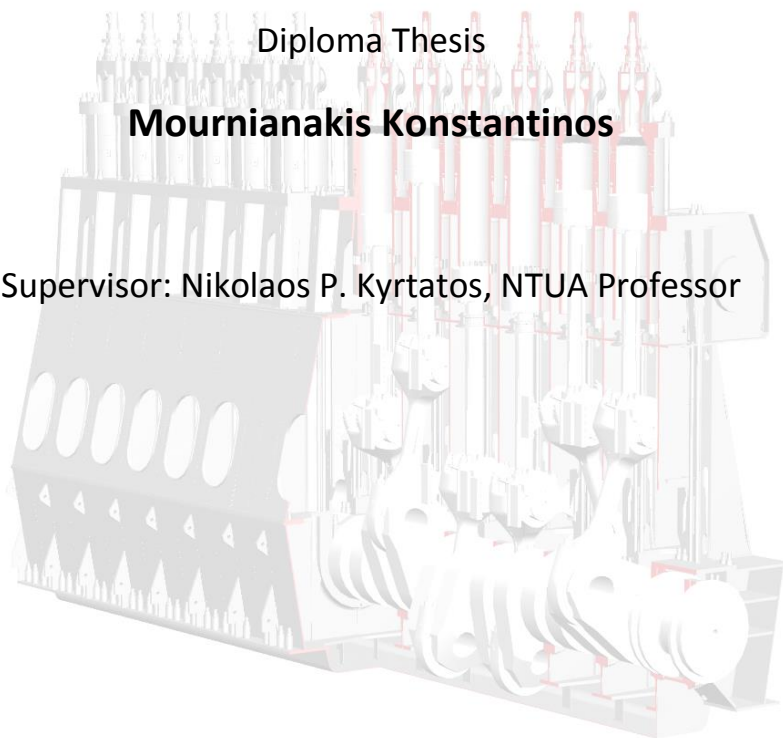 Diploma Thesis
Mournianakis Konstantinos
Supervisor: Nikolaos P. Kyrtatos, NTUA Professor